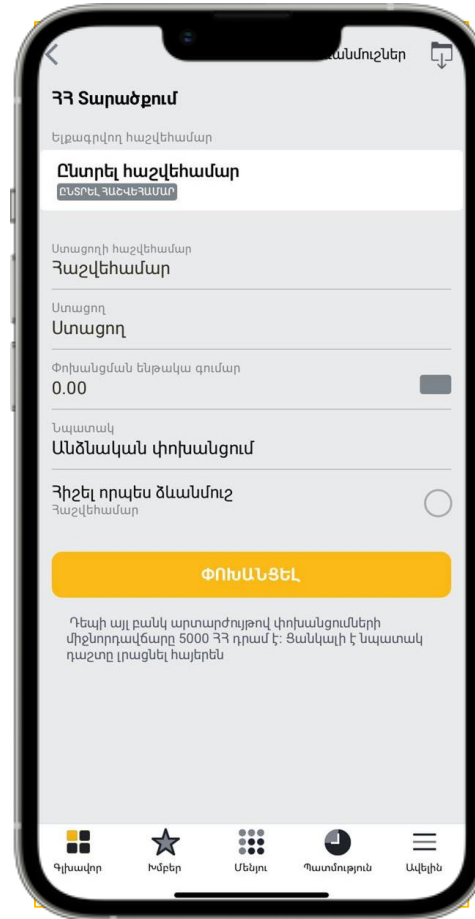 ՀՀ Տարածքում
Ելքագրվող հաշվեհամար
Ընտրել հաշվեհամար
ԸՆՏՐԵԼ ՀԱՇՎԵՀԱՄԱՐ
Ստացողի հաշվեհամար
Հաշվեհամար
Ստացող
Ստացող
Փոխանցման ենթակա գումար
0.00
Նպատակ
Անձնական փոխանցում
Հիշել որպես ձևանմուշ
Հաշվեհամար
ՓՈԽԱՆՑԵԼ
Դեպի այլ բանկ արտարժույթով փոխանցումների
միջնորդավճարը 5000 ՀՀ դրամ է: Ցանկալի է նպատակ
դաշտը լրացնել հայերեն
Գլխավոր Խմբեր Մենյու Պատմություն Ավելին